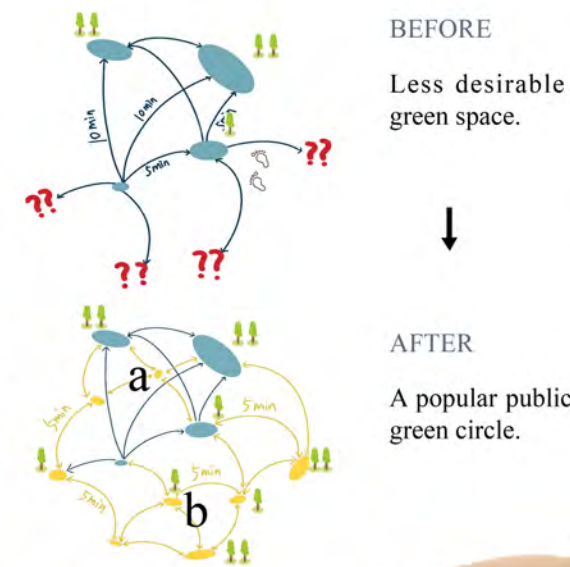 BEFORE
Less desirable
green space.
10min
10min
5min
5min
??
??
??
??
AFTER
A popular public
green circle.
a
5min
5min
5min
b
5min